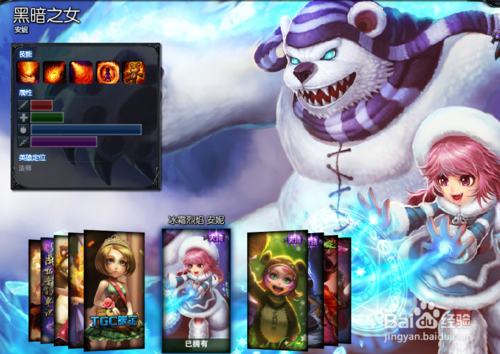 黑暗之女
安妮
技能
属性
英雄定位
法师
冰霜烈焰 安妮
TGC限定
已拥有
Baidu经验
jingyan.baidu.com